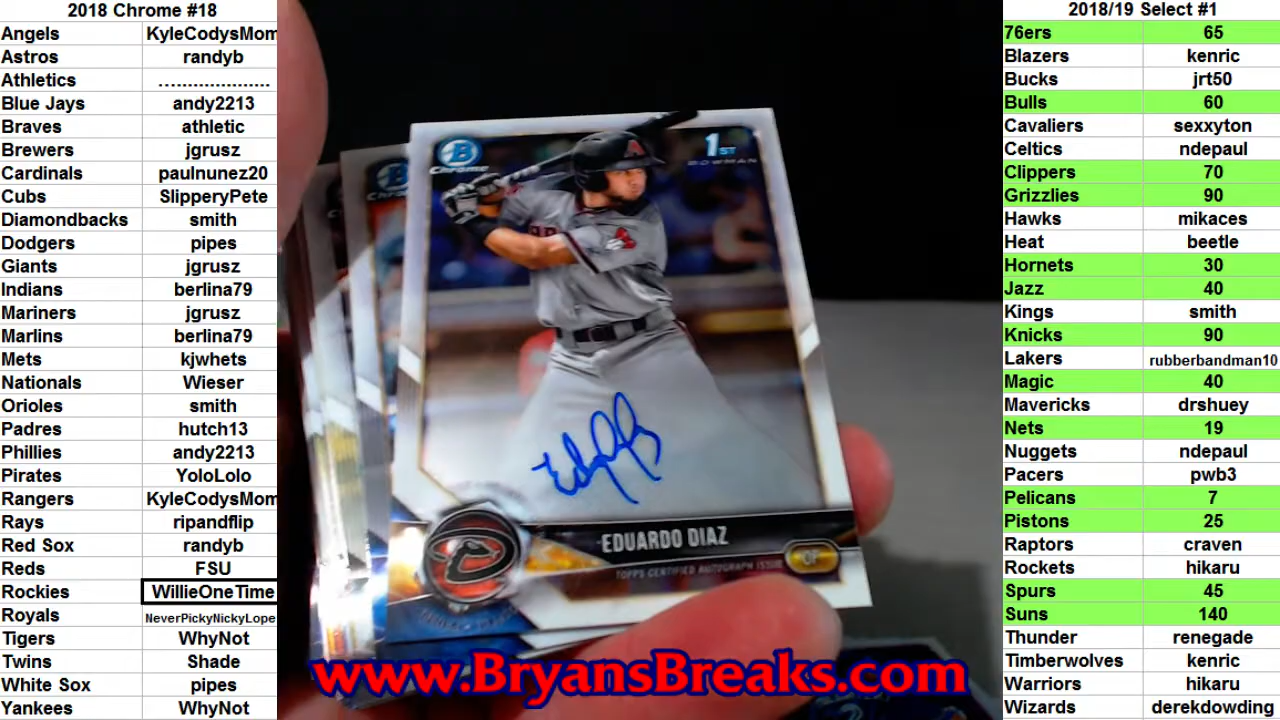 2018 Chrome #18
Angels KyleCodysMom
Astros randyb
Athletics ....................
Blue Jays andy2213
Braves athletic
Brewers jgrusz
Cardinals paulnunez20
Cubs SlipperyPete
Diamondbacks smith
Dodgers pipes
Giants jgrusz
Indians berlina79
Mariners jgrusz
Marlins berlina79
Mets kjwhets
Nationals Wieser
Orioles smith
Padres hutch13
Phillies andy2213
Pirates YoloLolo
Rangers KyleCodysMom
Rays ripandflip
Red Sox randyb
Reds FSU
Rockies WillieOneTime
Royals NeverPickyNickyLope
Tigers WhyNot
Twins Shade
White Sox pipes
Yankees WhyNot
B
Chrome
1ST
BOWMAN
A
EDUARDO DIAZ
TOPPS CERTIFIED AUTOGRAPH ISSUE
OF
www.BryansBreaks.com
2018/19 Select #1
76ers 65
Blazers kenric
Bucks jrt50
Bulls 60
Cavaliers sexxyton
Celtics ndepaul
Clippers 70
Grizzlies 90
Hawks mikaces
Heat beetle
Hornets 30
Jazz 40
Kings smith
Knicks 90
Lakers rubberbandman10
Magic 40
Mavericks drshuey
Nets 19
Nuggets ndepaul
Pacers pwb3
Pelicans 7
Pistons 25
Raptors craven
Rockets hikaru
Spurs 45
Suns 140
Thunder renegade
Timberwolves kenric
Warriors hikaru
Wizards derekdowding